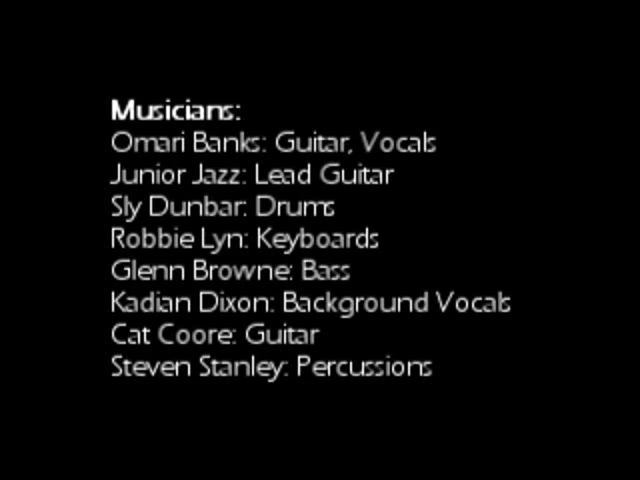 Musicians:
Omari Banks: Guitar, Vocals
Junior Jazz: Lead Guitar
Sly Dunbar: Drums
Robbie Lyn: Keyboards
Glenn Browne: Bass
Kadian Dixon: Background Vocals
Cat Coore: Guitar
Steven Stanley: Percussions